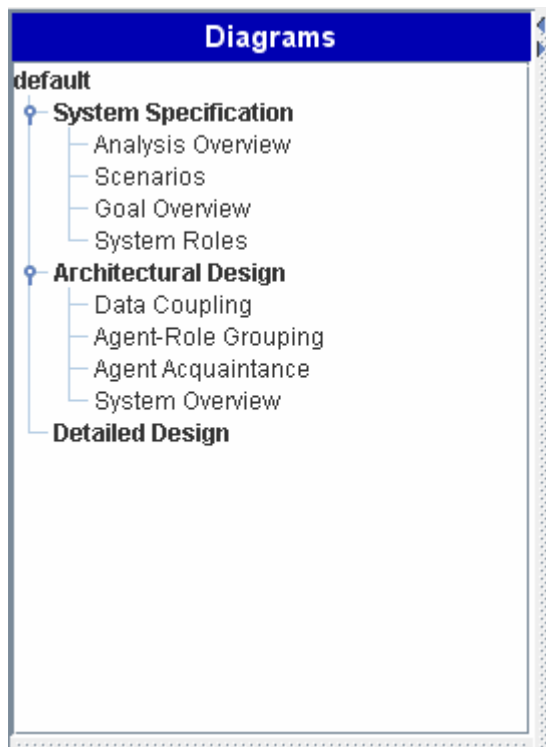 Diagrams
default
System Specification
Analysis Overview
Scenarios
Goal Overview
System Roles
Architectural Design
Data Coupling
Agent-Role Grouping
Agent Acquaintance
System Overview
Detailed Design